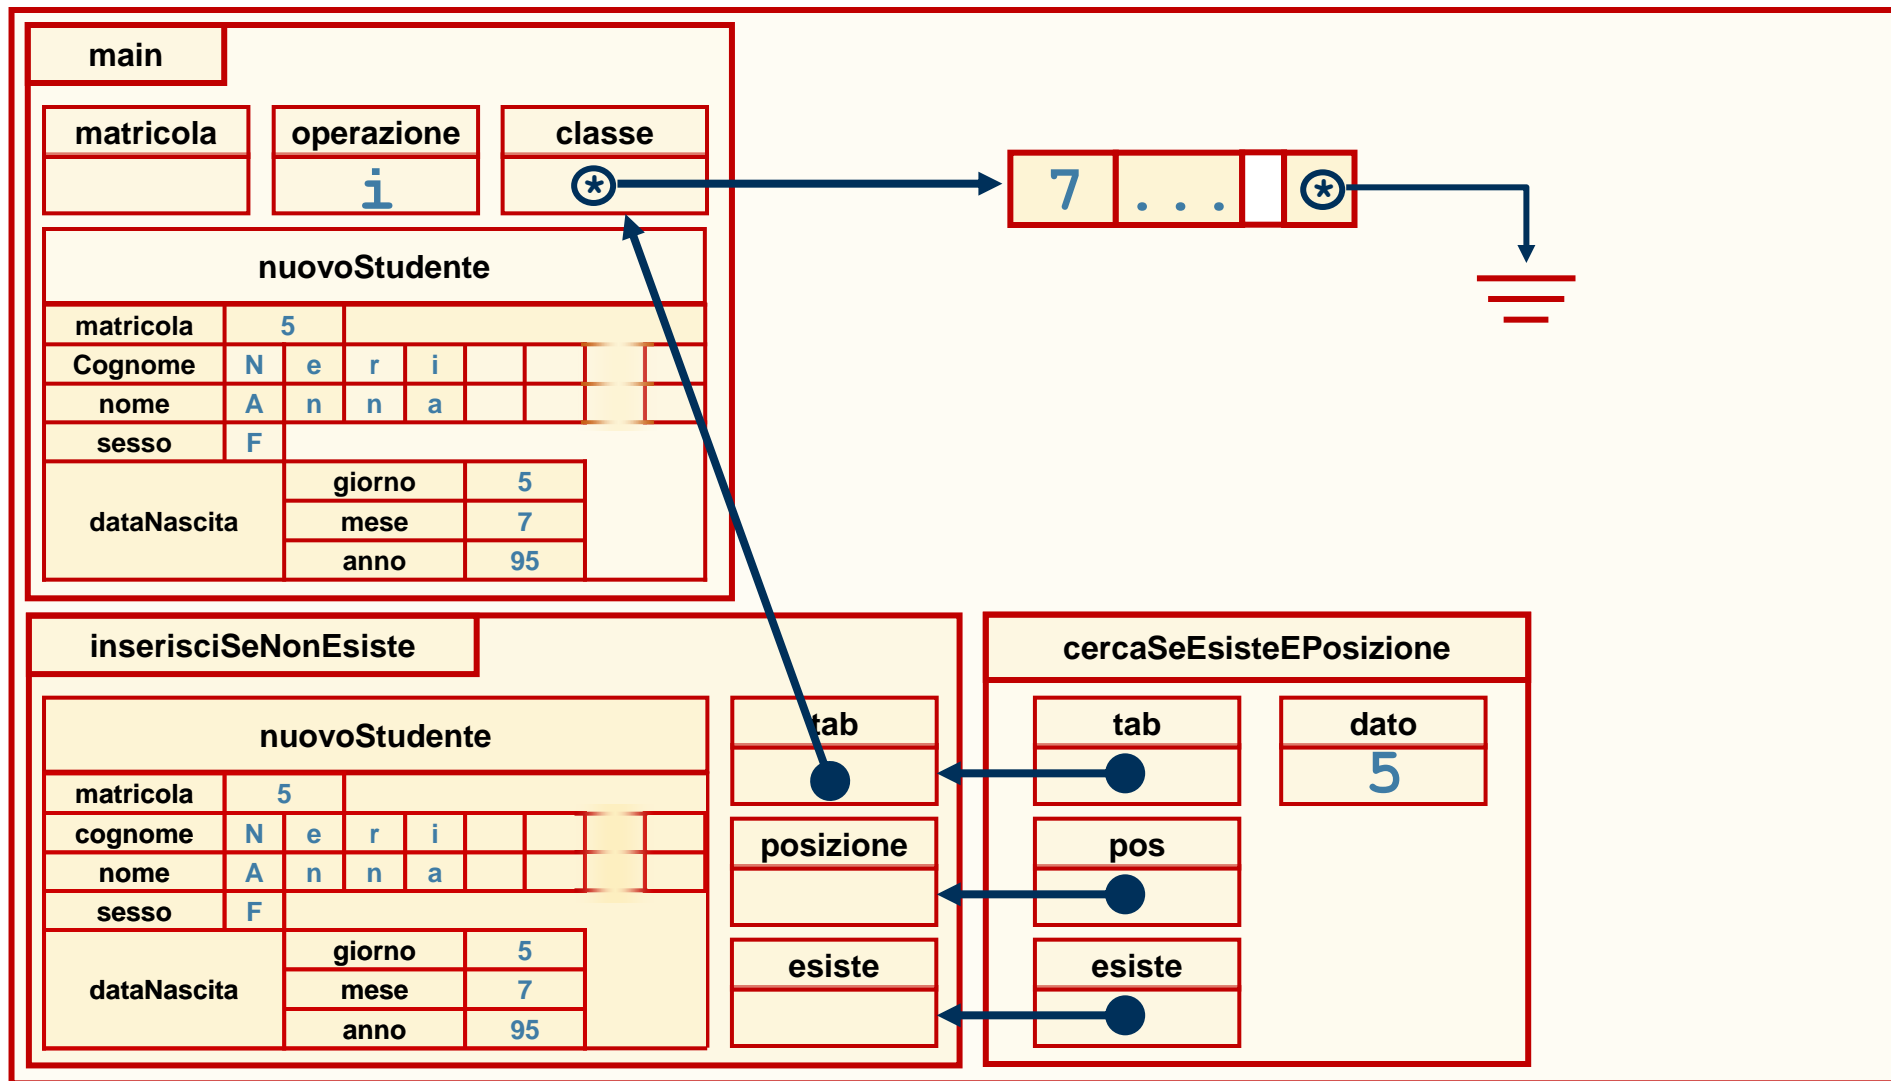 main
matricola operazione classe
i * 7 ... *
nuovoStudente
matricola 5
Cognome N e r i
nome A n n a
sesso F
dataNascita
giorno 5
mese 7
anno 95
inserisciSeNonEsiste
nuovoStudente
matricola 5
cognome N e r i
nome A n n a
sesso F
dataNascita
giorno 5
mese 7
anno 95
tab
posizione
esiste
cercaSeEsisteEPosizione
tab dato
5
pos
esiste